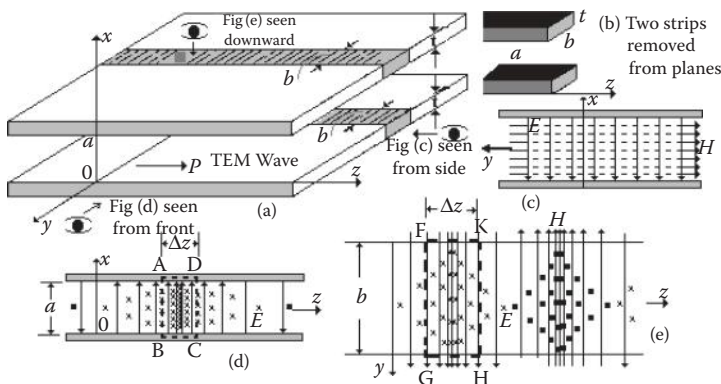 x
Fig (e) seen
downward
t
b
a
b
t
0
P
TEM Wave
z
y
Fig (d) seen
from front
(a)
Fig (c) seen
from side
t
a
b
(b) Two strips
removed
from planes
z
x
E
y
H
(c)
Δz
x
A
D
a
0
E
z
B
C
(d)
Δz
F
K
H
b
E
z
y
G
H
(e)